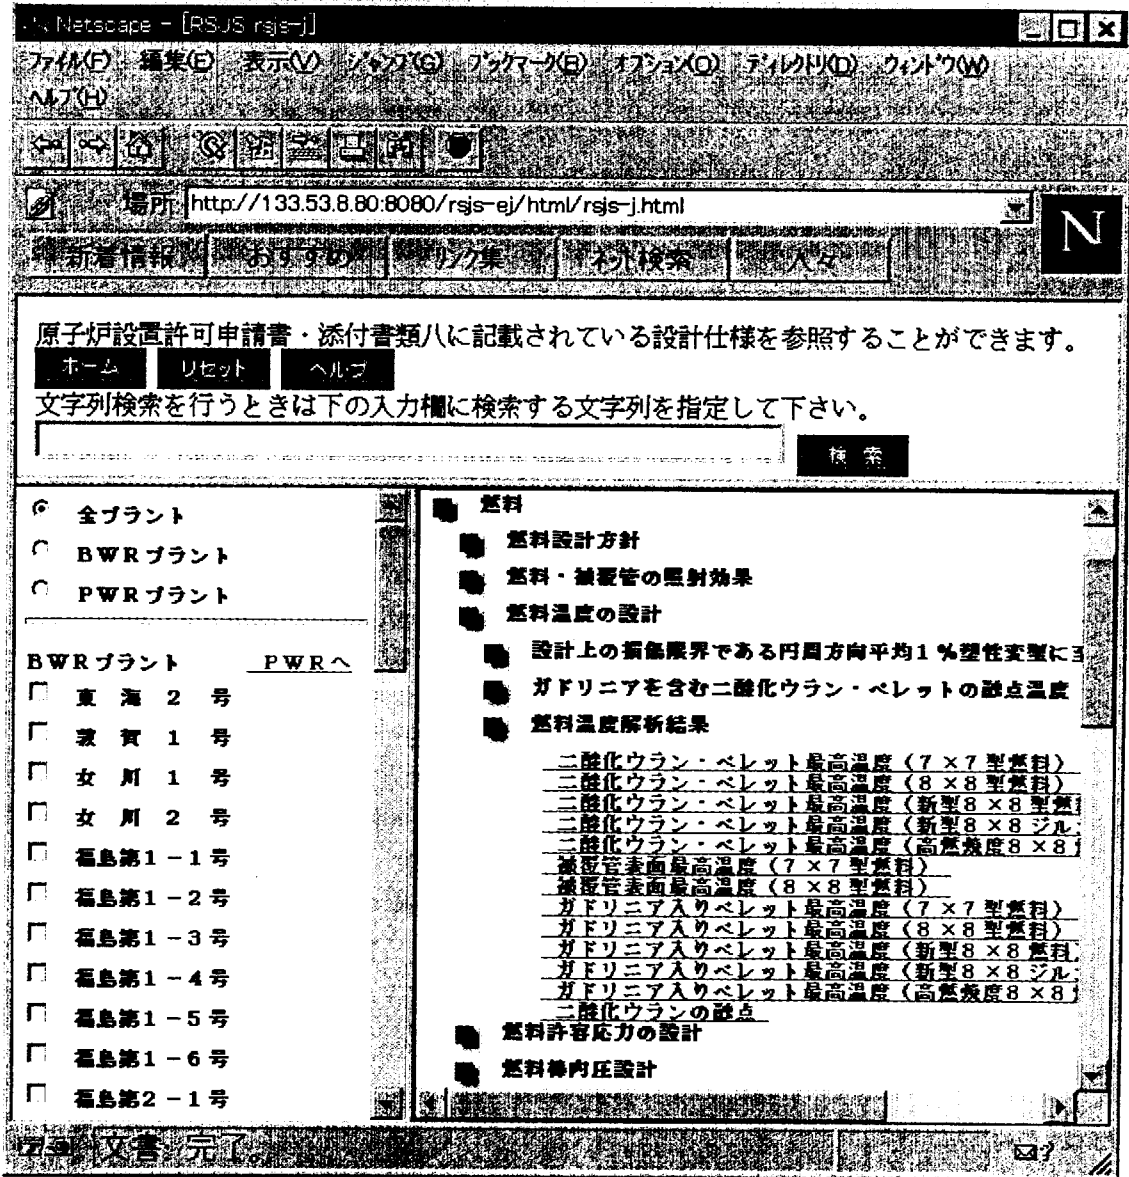 Netscape - [RSJS rsjs-j]
ファイル(F) 編集(E) 表示(V) ジャンプ(G) ブックマーク(B) オプション(O) ディレクトリ(D) ウィンドウ(W)
ヘルプ(H)
場所: http://133.53.8.80:8080/rsjs-ej/html/rsjs-j.html
N
新着情報 おすすめ リンク集 ネット検索 人々
原子炉設置許可申請書・添付書類八に記載されている設計仕様を参照することができます。
ホーム リセット ヘルプ
文字列検索を行うときは下の入力欄に検索する文字列を指定して下さい。
検 索
全プラント
BWRプラント
PWRプラント
BWRプラント PWRへ
東 海 2 号
敦 賀 1 号
女 川 1 号
女 川 2 号
福島第1-1号
福島第1-2号
福島第1-3号
福島第1-4号
福島第1-5号
福島第1-6号
福島第2-1号
燃料
燃料設計方針
燃料・被覆管の照射効果
燃料温度の設計
設計上の損傷限界である円周方向平均1%塑性変型に至
ガドリニアを含む二酸化ウラン・ペレットの融点温度
燃料温度解析結果
二酸化ウラン・ペレット最高温度(7×7型燃料)
二酸化ウラン・ペレット最高温度(8×8型燃料)
二酸化ウラン・ペレット最高温度(新型8×8型燃料
二酸化ウラン・ペレット最高温度(新型8×8ジルコ
二酸化ウラン・ペレット最高温度(高燃焼度8×8燃
被覆管表面最高温度(7×7型燃料)
被覆管表面最高温度(8×8型燃料)
ガドリニア入りペレット最高温度(7×7型燃料)
ガドリニア入りペレット最高温度(8×8型燃料)
ガドリニア入りペレット最高温度(新型8×8燃料)
ガドリニア入りペレット最高温度(新型8×8ジルコ
ガドリニア入りペレット最高温度(高燃焼度8×8燃
二酸化ウランの融点
燃料許容応力の設計
燃料棒内圧設計
文書:完了。